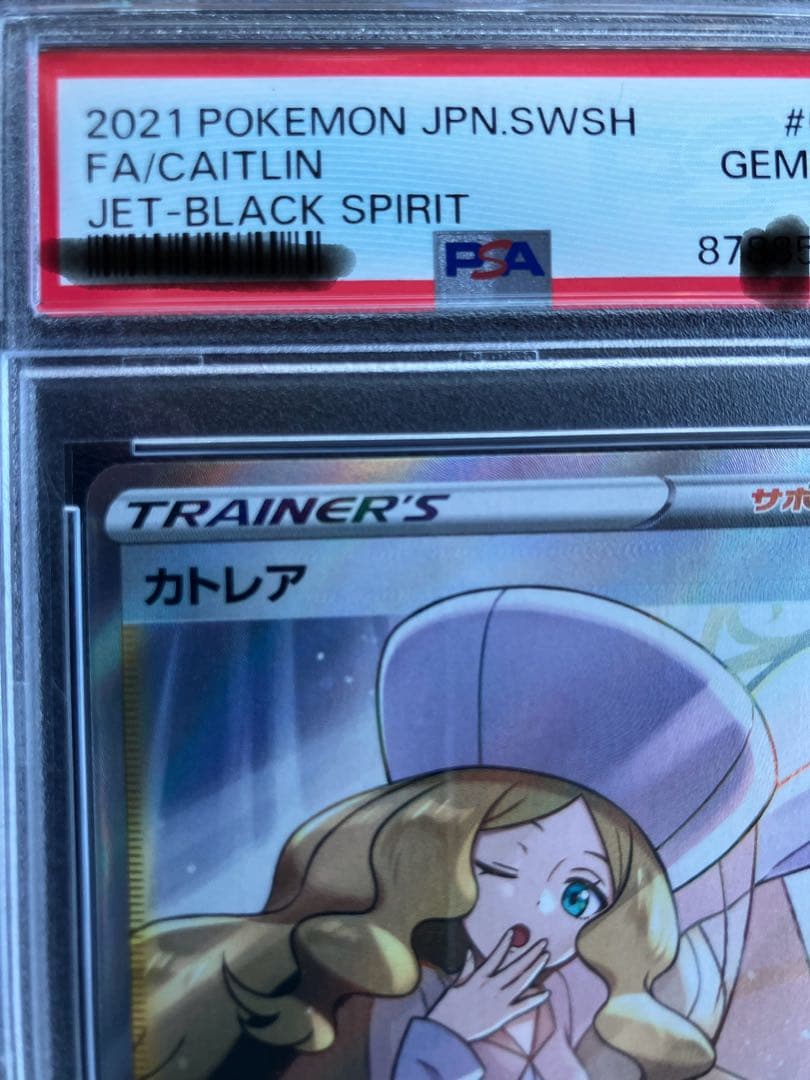 2021 POKEMON JPN.SWSH #
FA/CAITLIN GEM
JET-BLACK SPIRIT
PSA
TRAINER'S サポ
カトレア